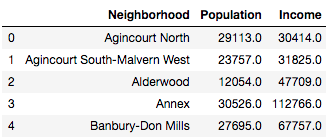 Neighborhood Population Income
0 Agincourt North 29113.0 30414.0
1 Agincourt South-Malvern West 23757.0 31825.0
2 Alderwood 12054.0 47709.0
3 Annex 30526.0 112766.0
4 Banbury-Don Mills 27695.0 67757.0